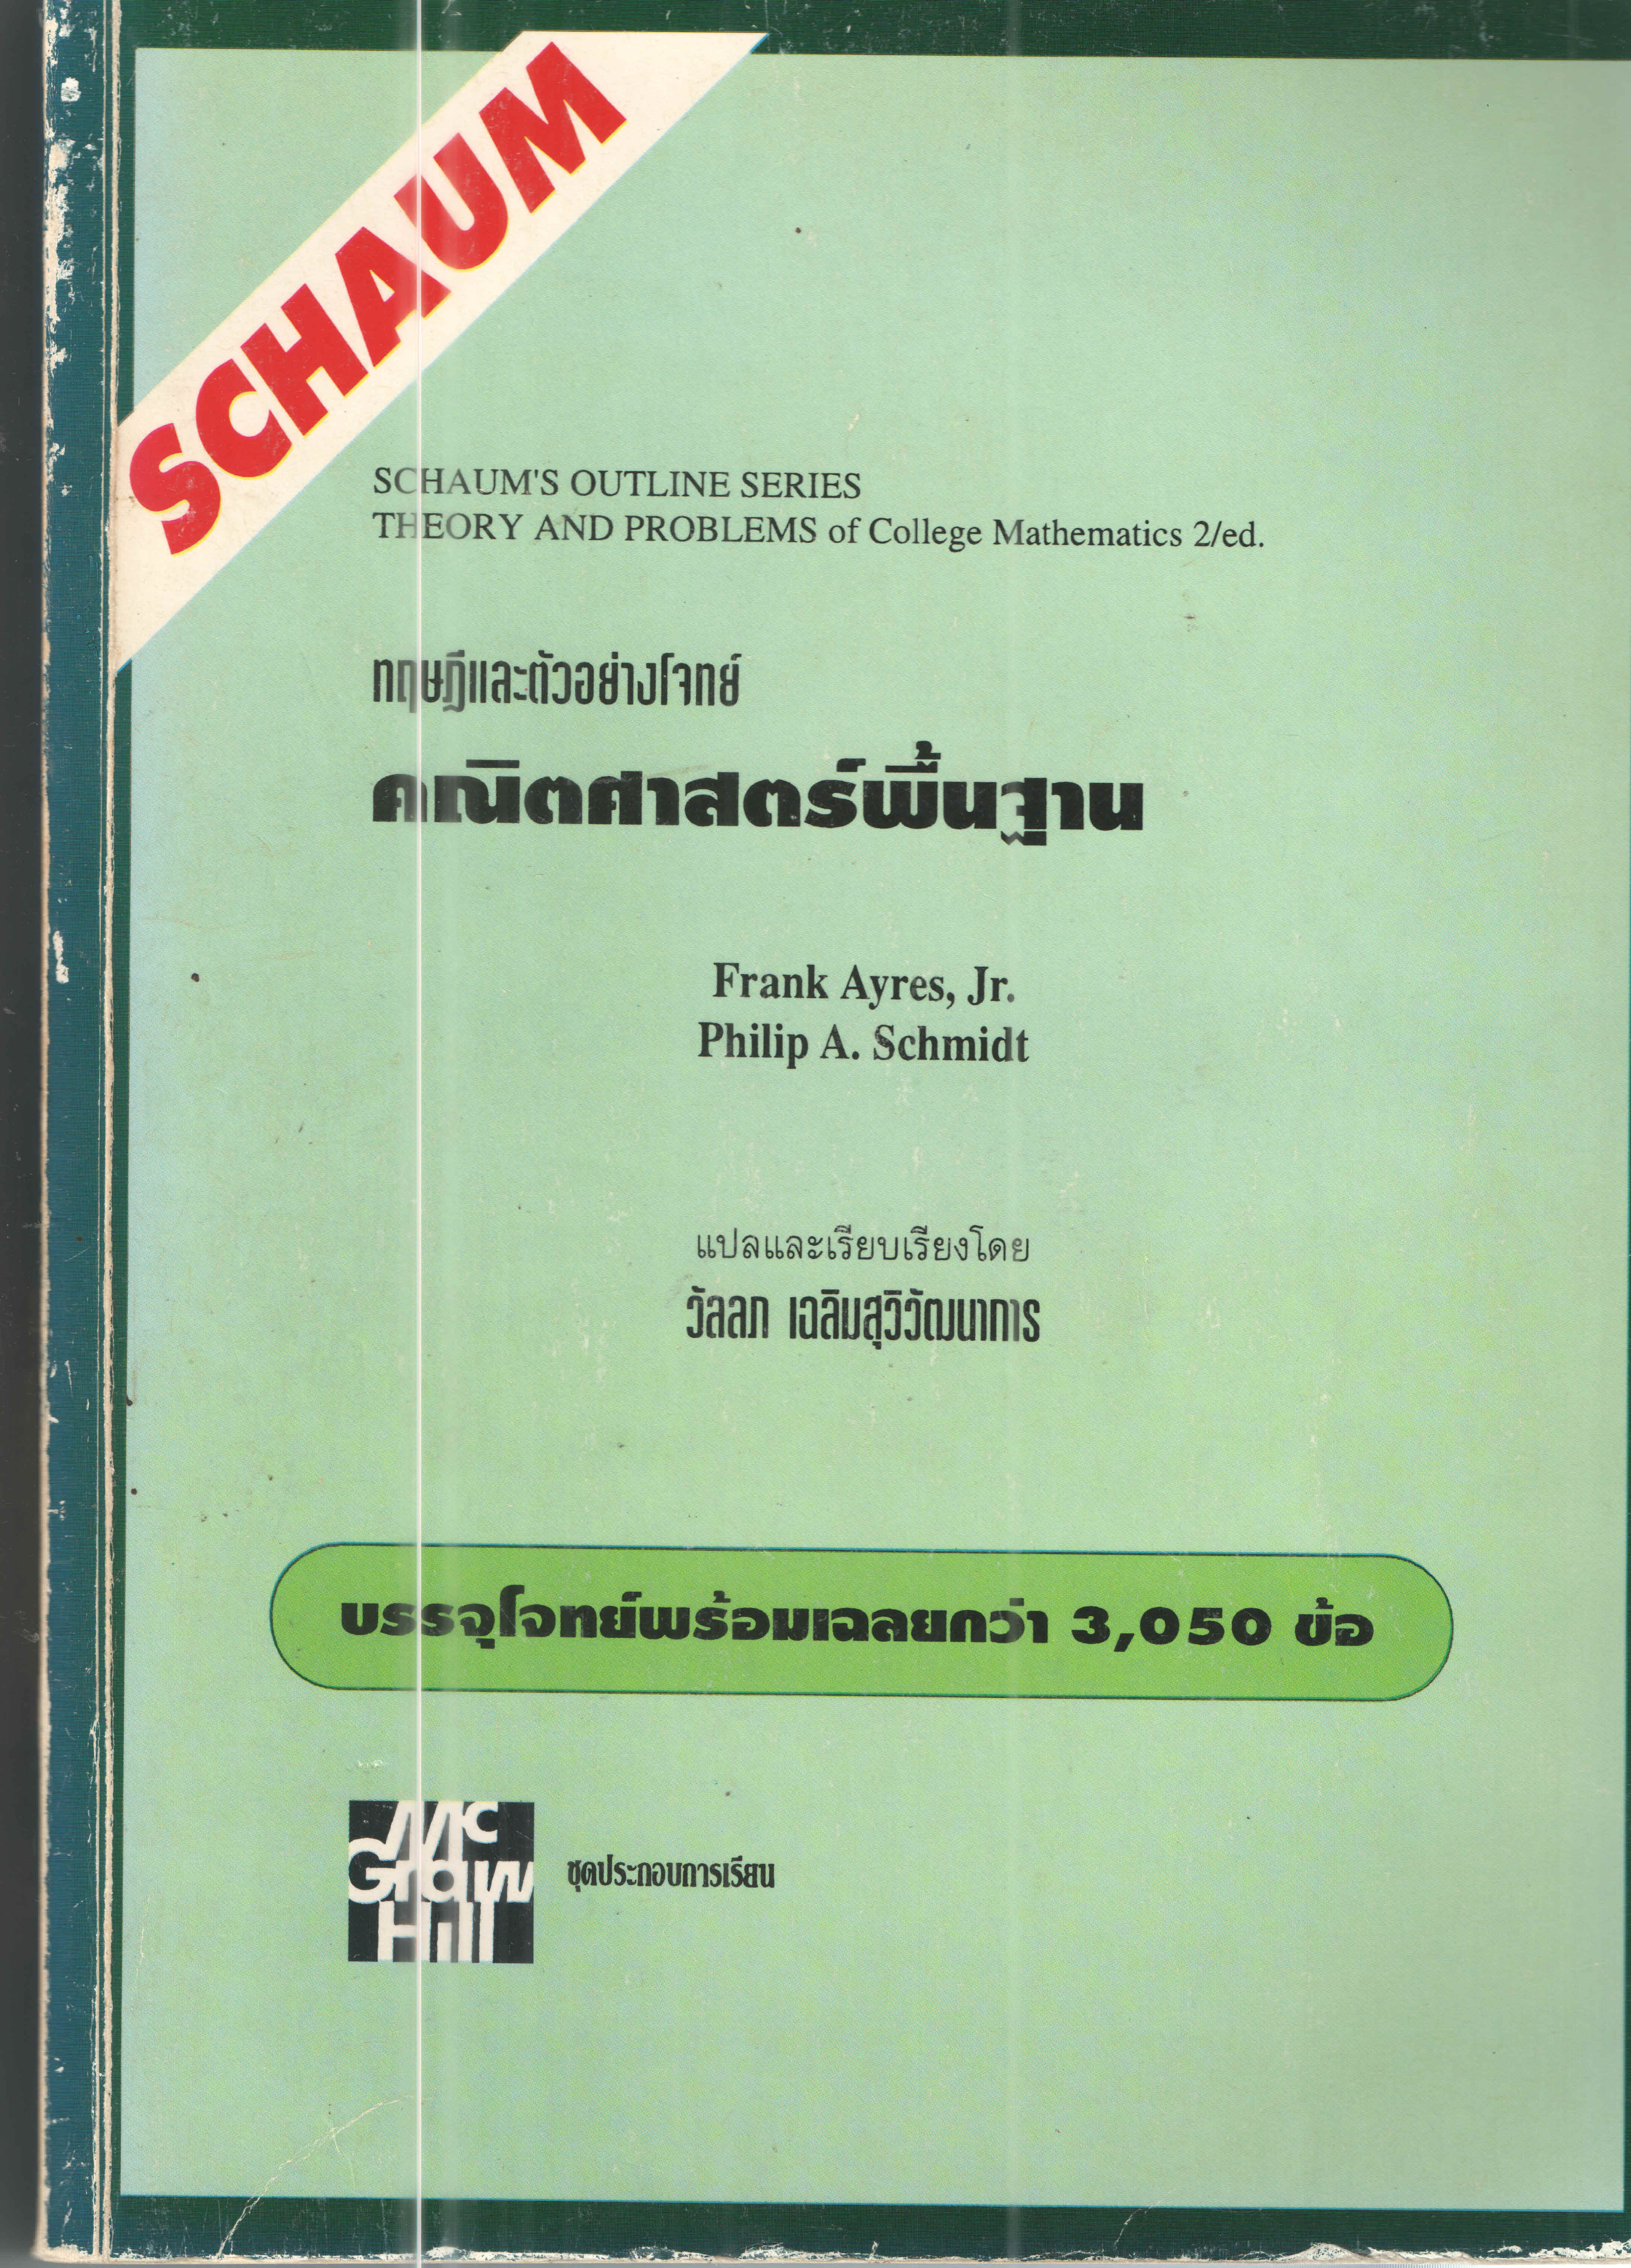 SCHAUM
SCHAUM'S OUTLINE SERIES
THEORY AND PROBLEMS of College Mathematics 2/ed.
ทฤษฎีและตัวอย่างโจทย์
คณิตศาสตร์พื้นฐาน
Frank Ayres, Jr.
Philip A. Schmidt
แปลและเรียบเรียงโดย
วัลลภ เฉลิมสุวิวัฒนาการ
บรรจุโจทย์พร้อมเฉลยกว่า 3,050 ข้อ
Mc
Graw
Hill
ชุดประกอบการเรียน